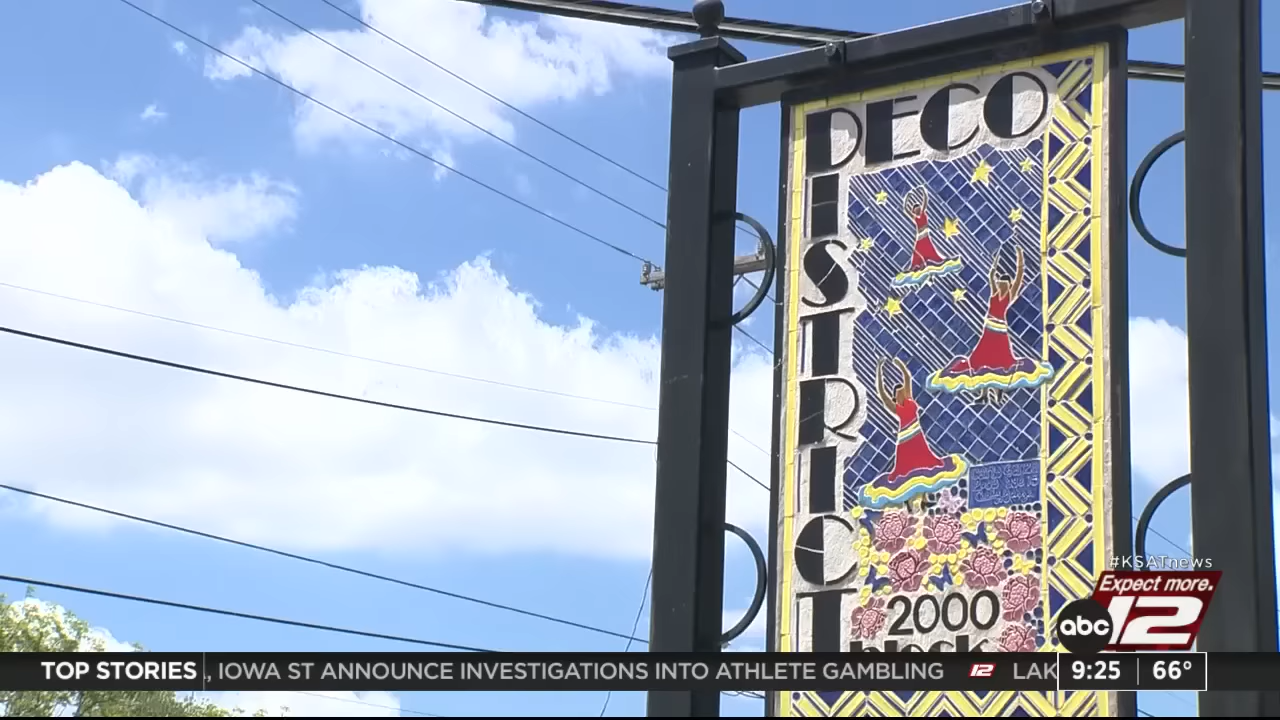 DECO
DISTRICT
2000
block
#KSATnews
Expect more.
abc 12
TOP STORIES , IOWA ST ANNOUNCE INVESTIGATIONS INTO ATHLETE GAMBLING 12 LAK 9:25 66°